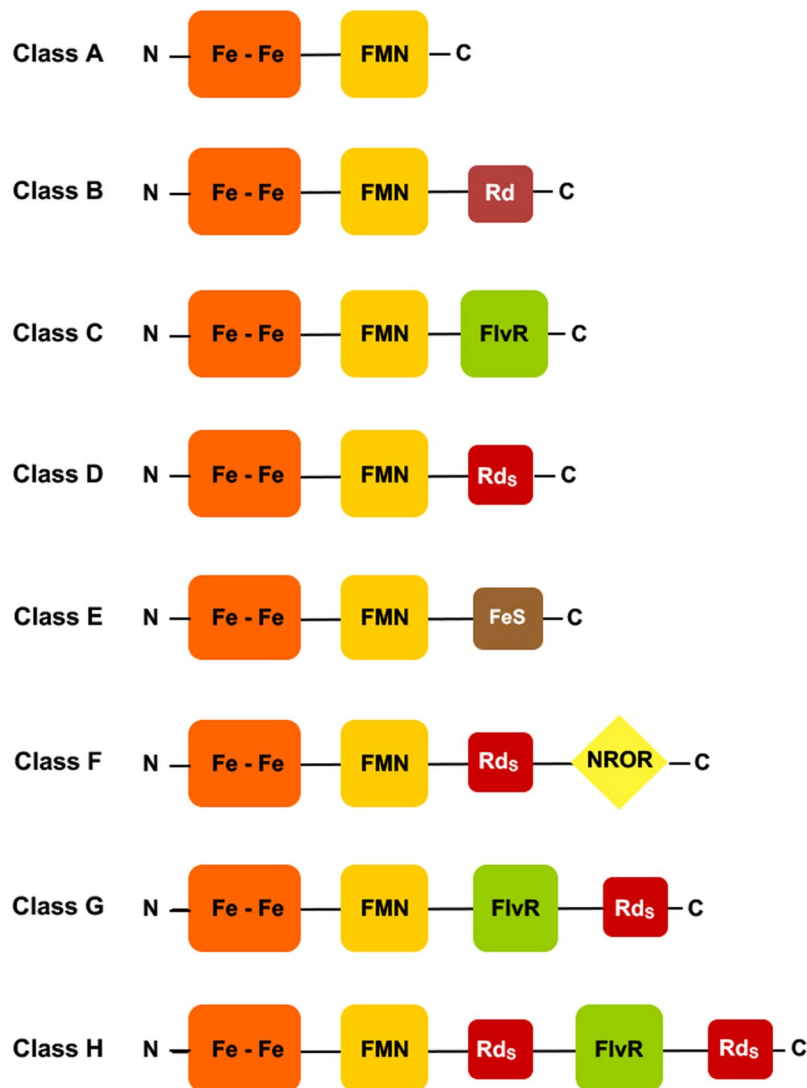 Class A N Fe - Fe FMN C
Class B N Fe - Fe FMN Rd C
Class C N Fe - Fe FMN FlvR C
Class D N Fe - Fe FMN Rds C
Class E N Fe - Fe FMN FeS C
Class F N Fe - Fe FMN Rds NROR C
Class G N Fe - Fe FMN FlvR Rds C
Class H N Fe - Fe FMN Rds FlvR Rds C